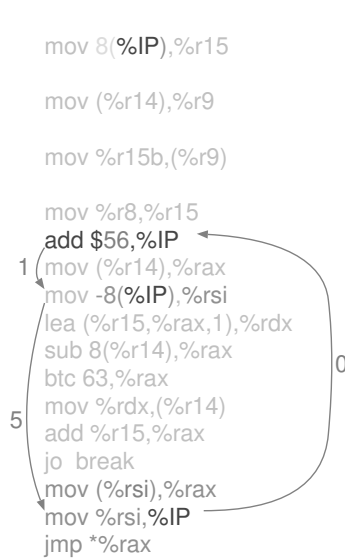 mov 8(%IP),%r15
mov (%r14),%r9
mov %r15b,(%r9)
mov %r8,%r15
add $56,%IP
1 mov (%r14),%rax
mov -8(%IP),%rsi
lea (%r15,%rax,1),%rdx
sub 8(%r14),%rax
0
btc 63,%rax
mov %rdx,(%r14)
5 add %r15,%rax
jo break
mov (%rsi),%rax
mov %rsi,%IP
jmp *%rax